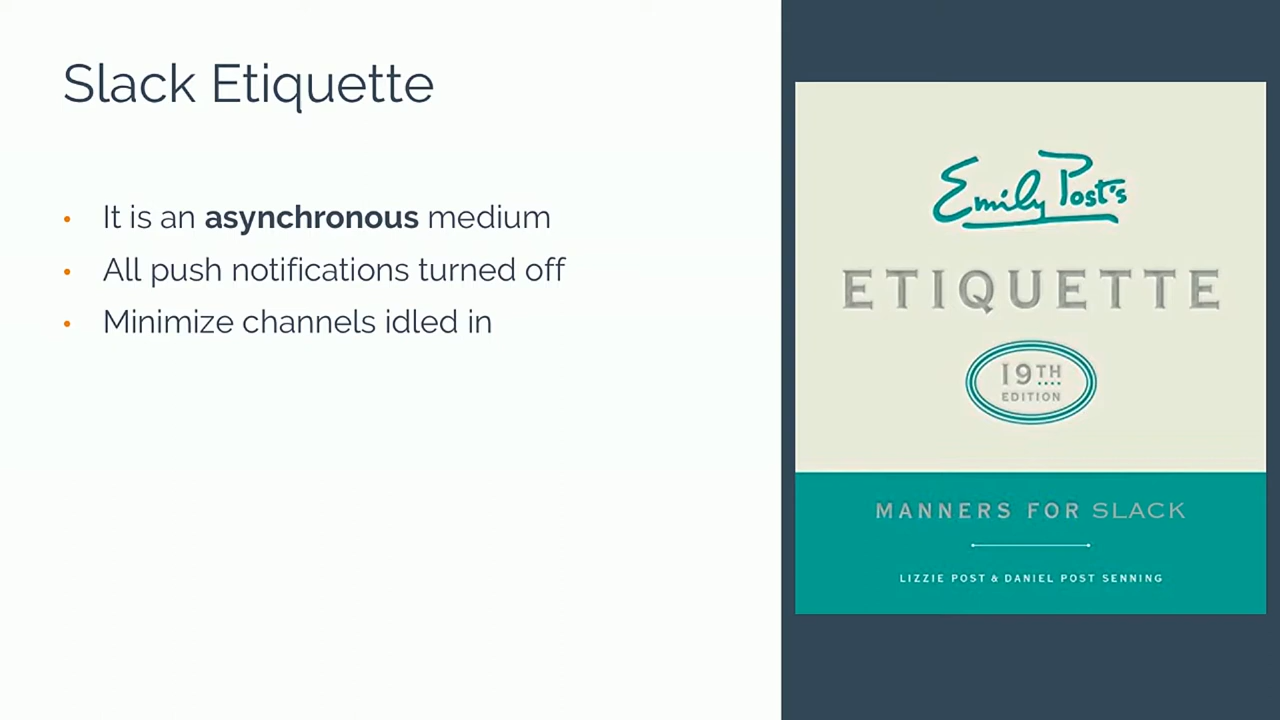 Slack Etiquette
• It is an asynchronous medium
• All push notifications turned off
• Minimize channels idled in
Emily Post's
ETIQUETTE
19TH
EDITION
MANNERS FOR SLACK
LIZZIE POST & DANIEL POST SENNING